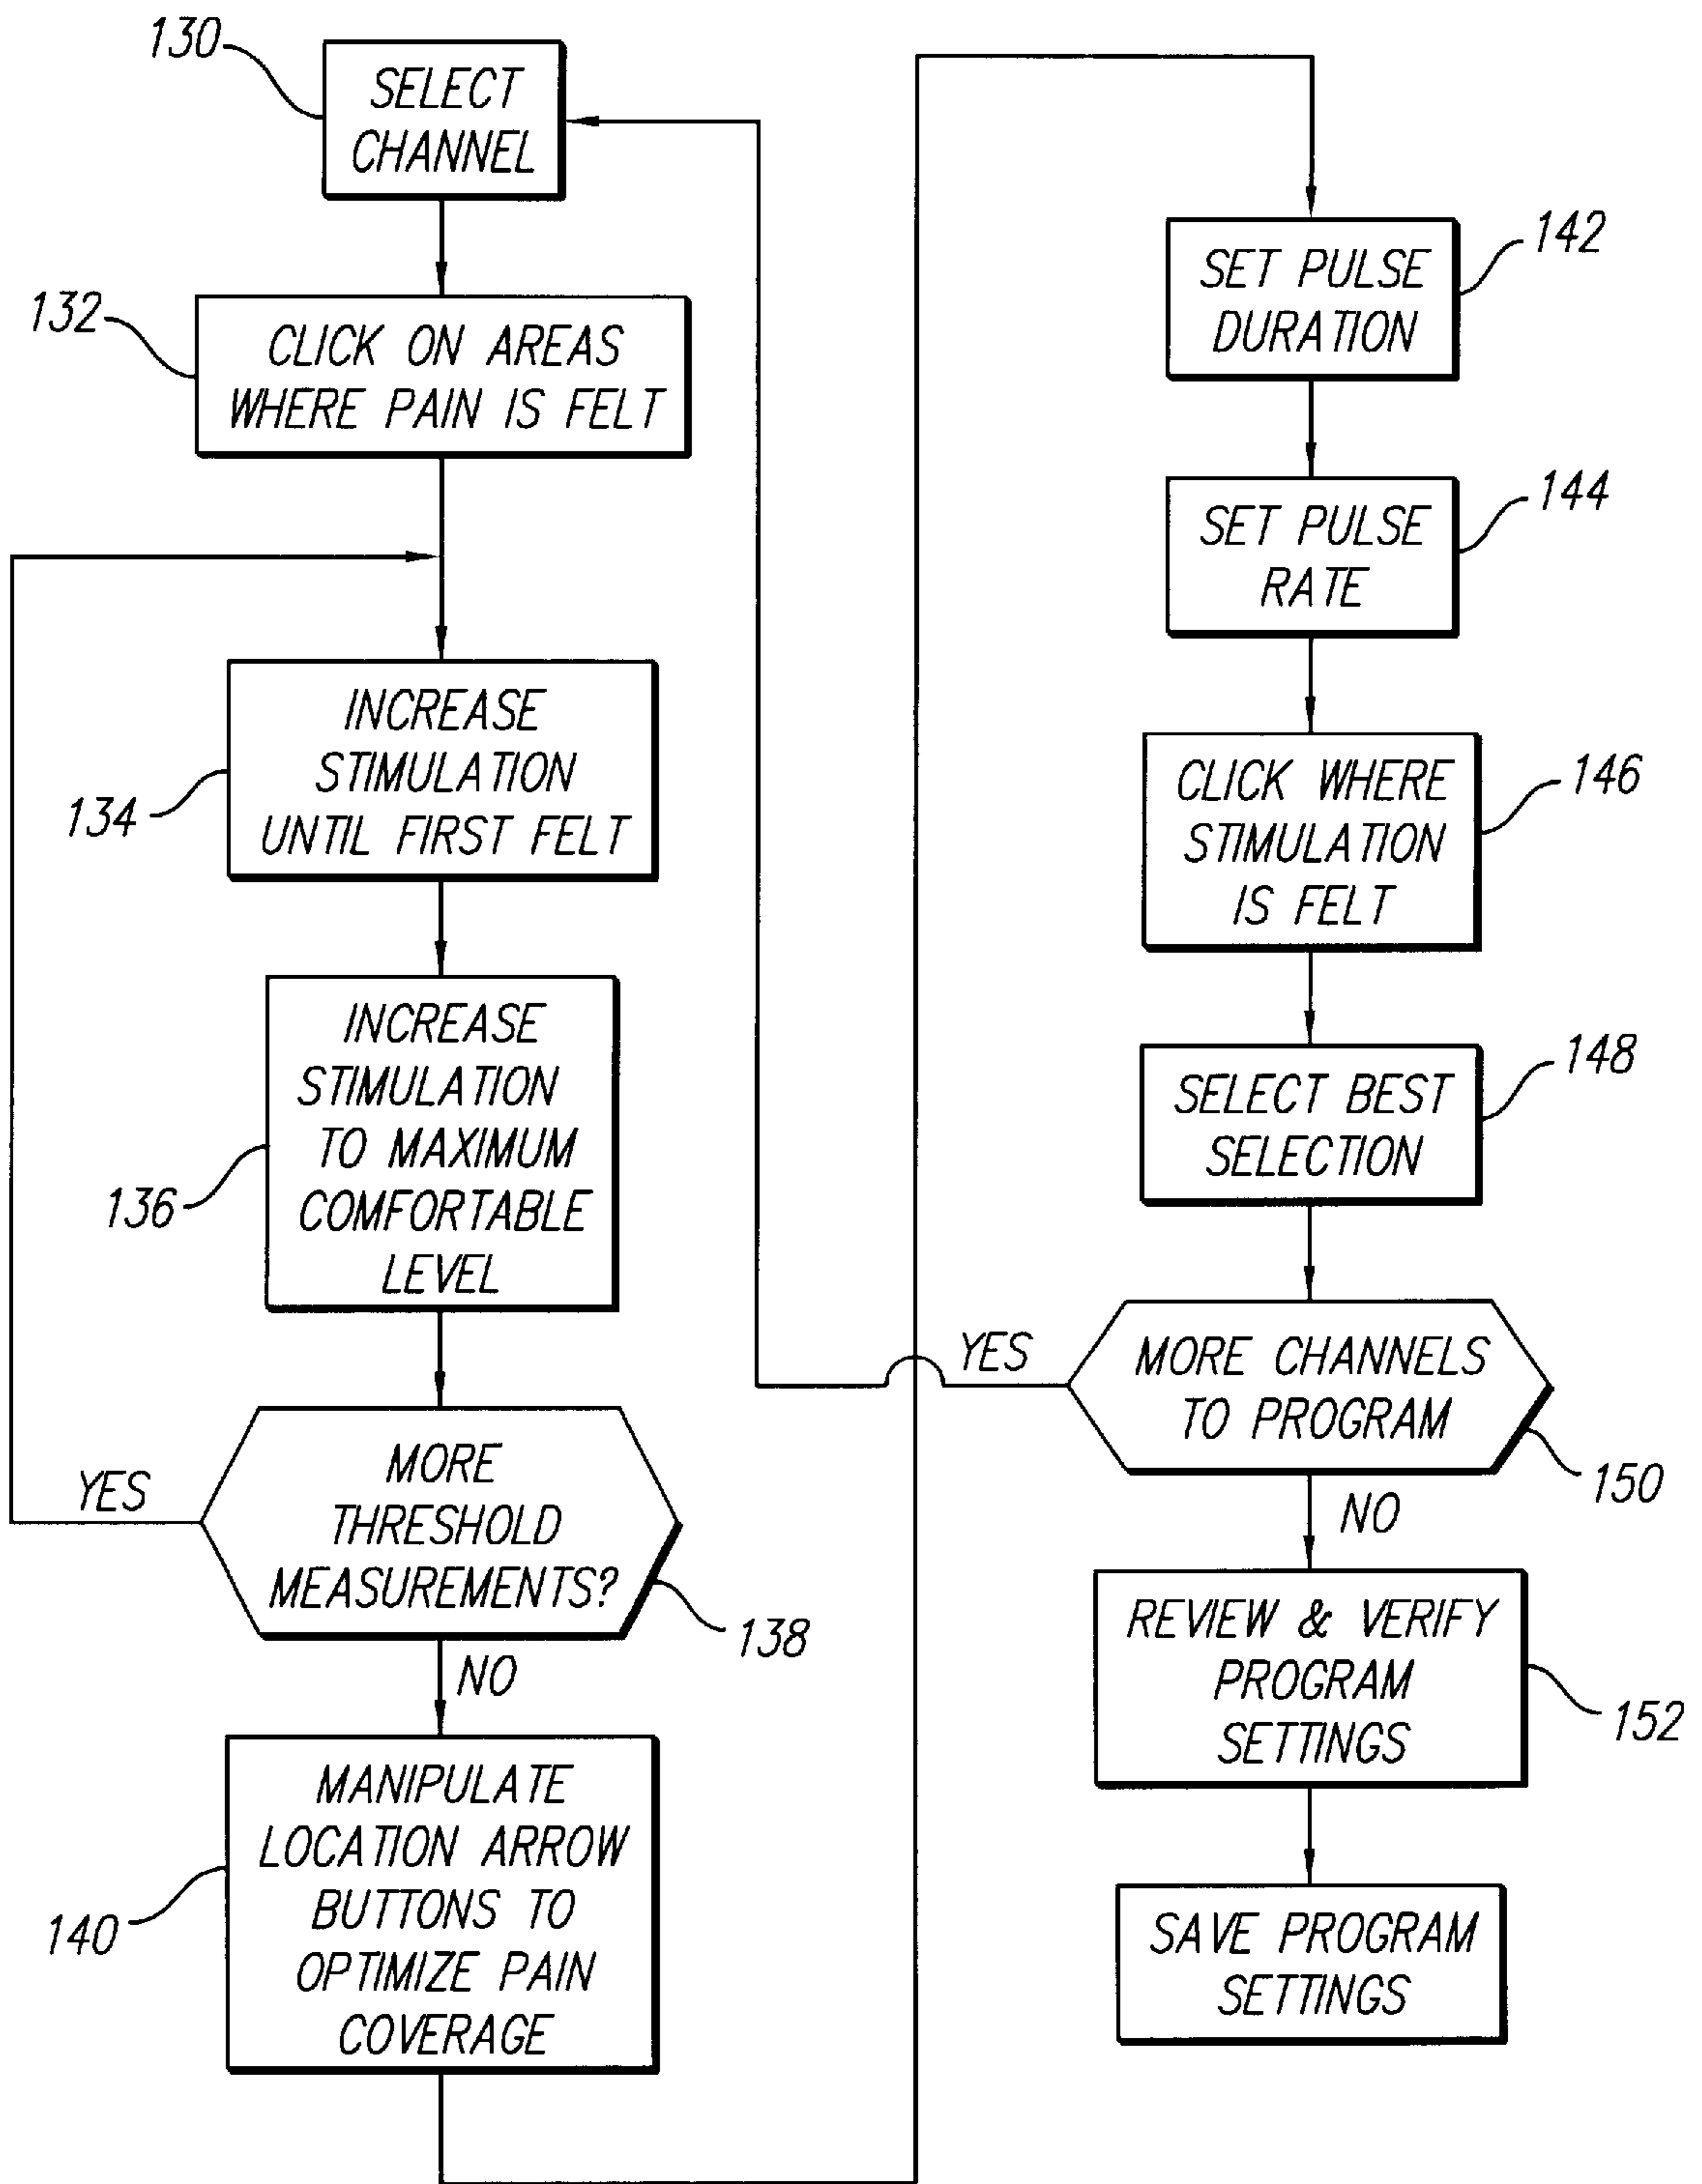 130
SELECT
CHANNEL
132
CLICK ON AREAS
WHERE PAIN IS FELT
INCREASE
STIMULATION
UNTIL FIRST FELT
134
INCREASE
STIMULATION
TO MAXIMUM
COMFORTABLE
LEVEL
136
YES
MORE
THRESHOLD
MEASUREMENTS?
138
NO
MANIPULATE
LOCATION ARROW
BUTTONS TO
OPTIMIZE PAIN
COVERAGE
140
SET PULSE
DURATION
142
SET PULSE
RATE
144
CLICK WHERE
STIMULATION
IS FELT
146
SELECT BEST
SELECTION
148
YES
MORE CHANNELS
TO PROGRAM
150
NO
REVIEW & VERIFY
PROGRAM
SETTINGS
152
SAVE PROGRAM
SETTINGS